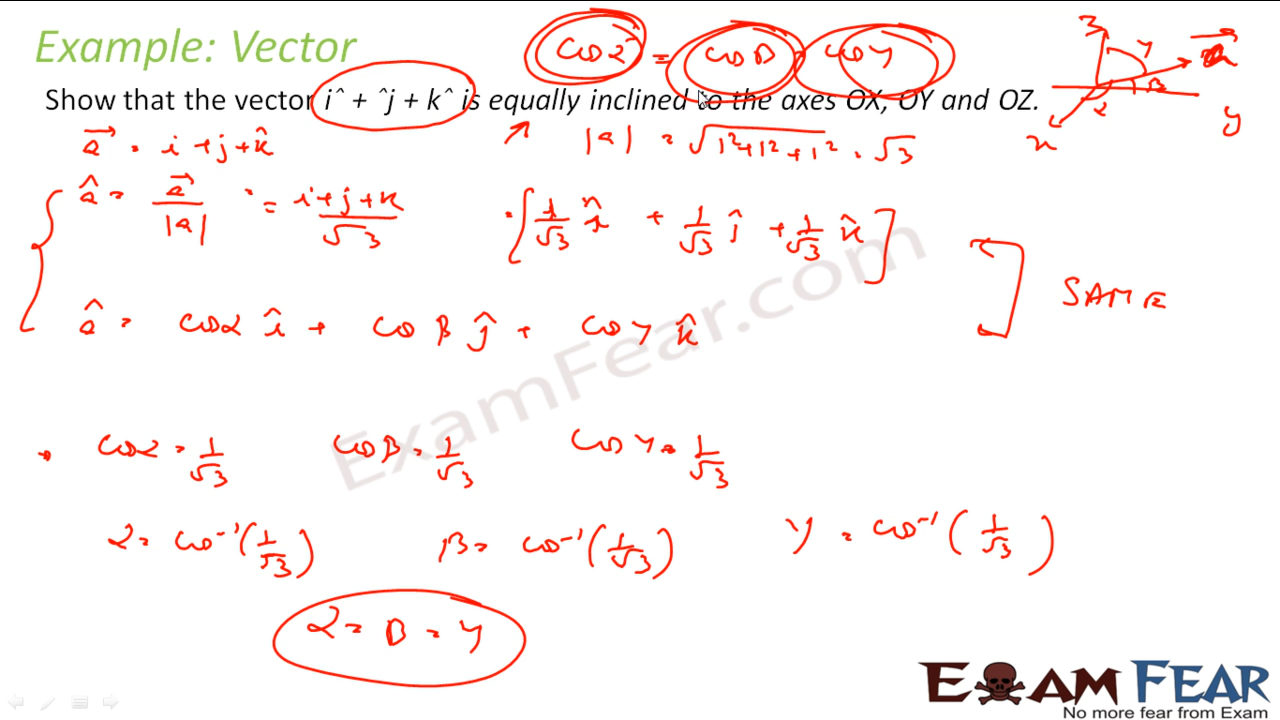 Example: Vector
cos α = cos β = cos γ
Show that the vector i^ + ^j + k^ is equally inclined to the axes OX, OY and OZ.
z γ a
β
α
x y
a⃗ = i + j + k̂
|a| = √1²+1²+1² = √3
â = a⃗/|a| = i+j+k/√3 = [1/√3 î + 1/√3 ĵ + 1/√3 k̂]
â = cos α î + cos β ĵ + cos γ k̂
SAME
cos α = 1/√3 cos β = 1/√3 cos γ = 1/√3
α = cos⁻¹(1/√3) β = cos⁻¹(1/√3) γ = cos⁻¹(1/√3)
α = β = γ
ExamFear.com
EXAM FEAR
No more fear from Exam